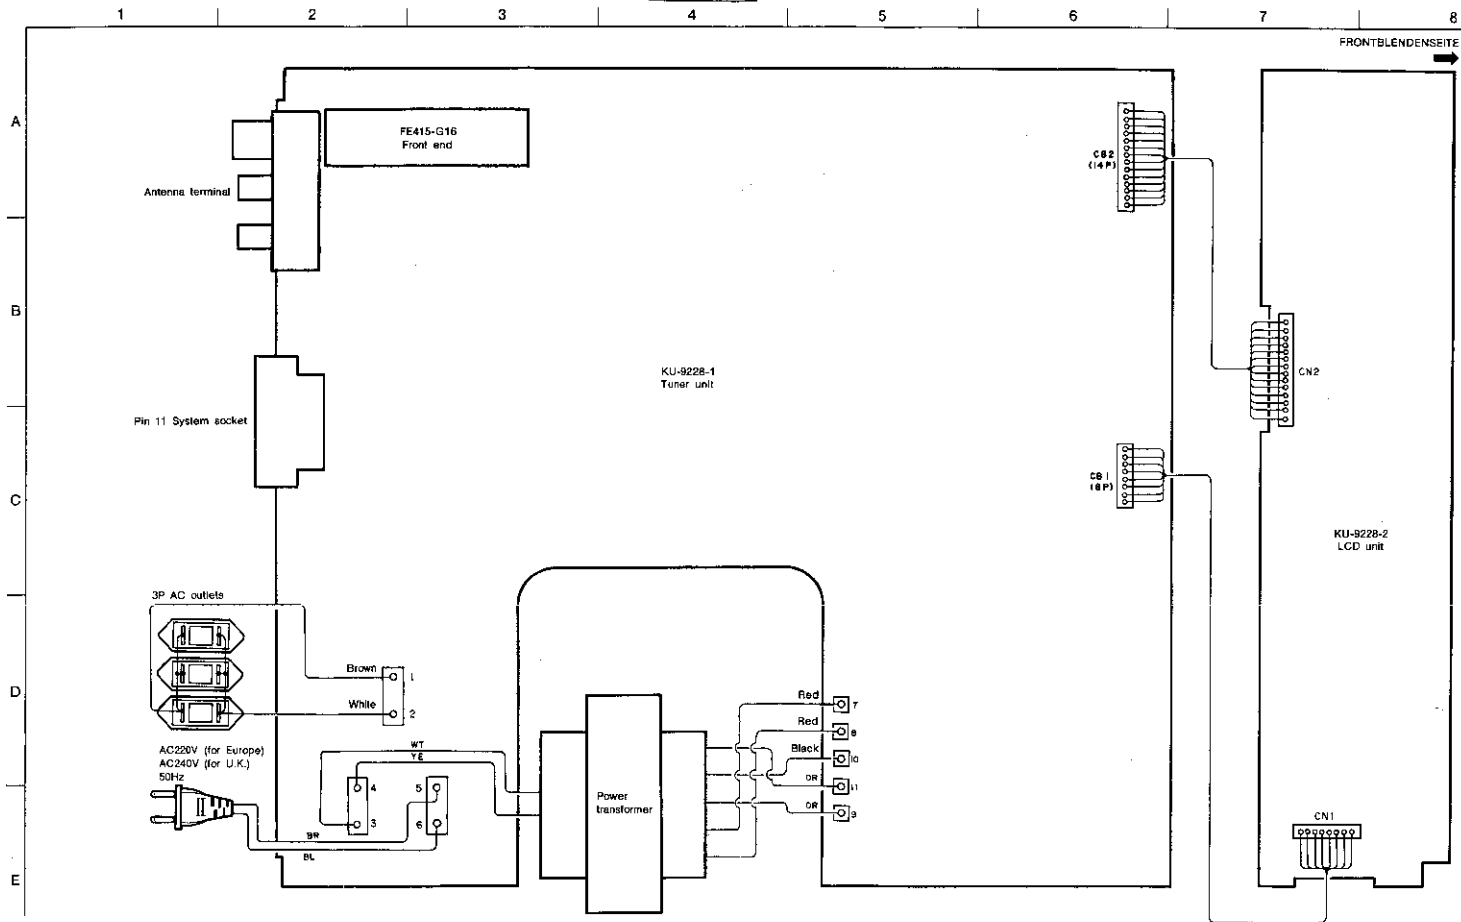 1 2 3 4 5 6 7 8
FRONTBLENDENSEITE
A
FE415-G16
Front end
Antenna terminal
CB2
(14P)
B
KU-9228-1
Tuner unit
CN2
Pin 11 System socket
CB1
(8P)
C
KU-9228-2
LCD unit
3P AC outlets
Brown 1
D
White 2
Red 7
Red 8
Black 10
OR 11
OR 9
AC220V (for Europe)
AC240V (for U.K.)
50Hz
WT
YE
4 5
3 6
Power
transformer
BR
BL
CN1
E